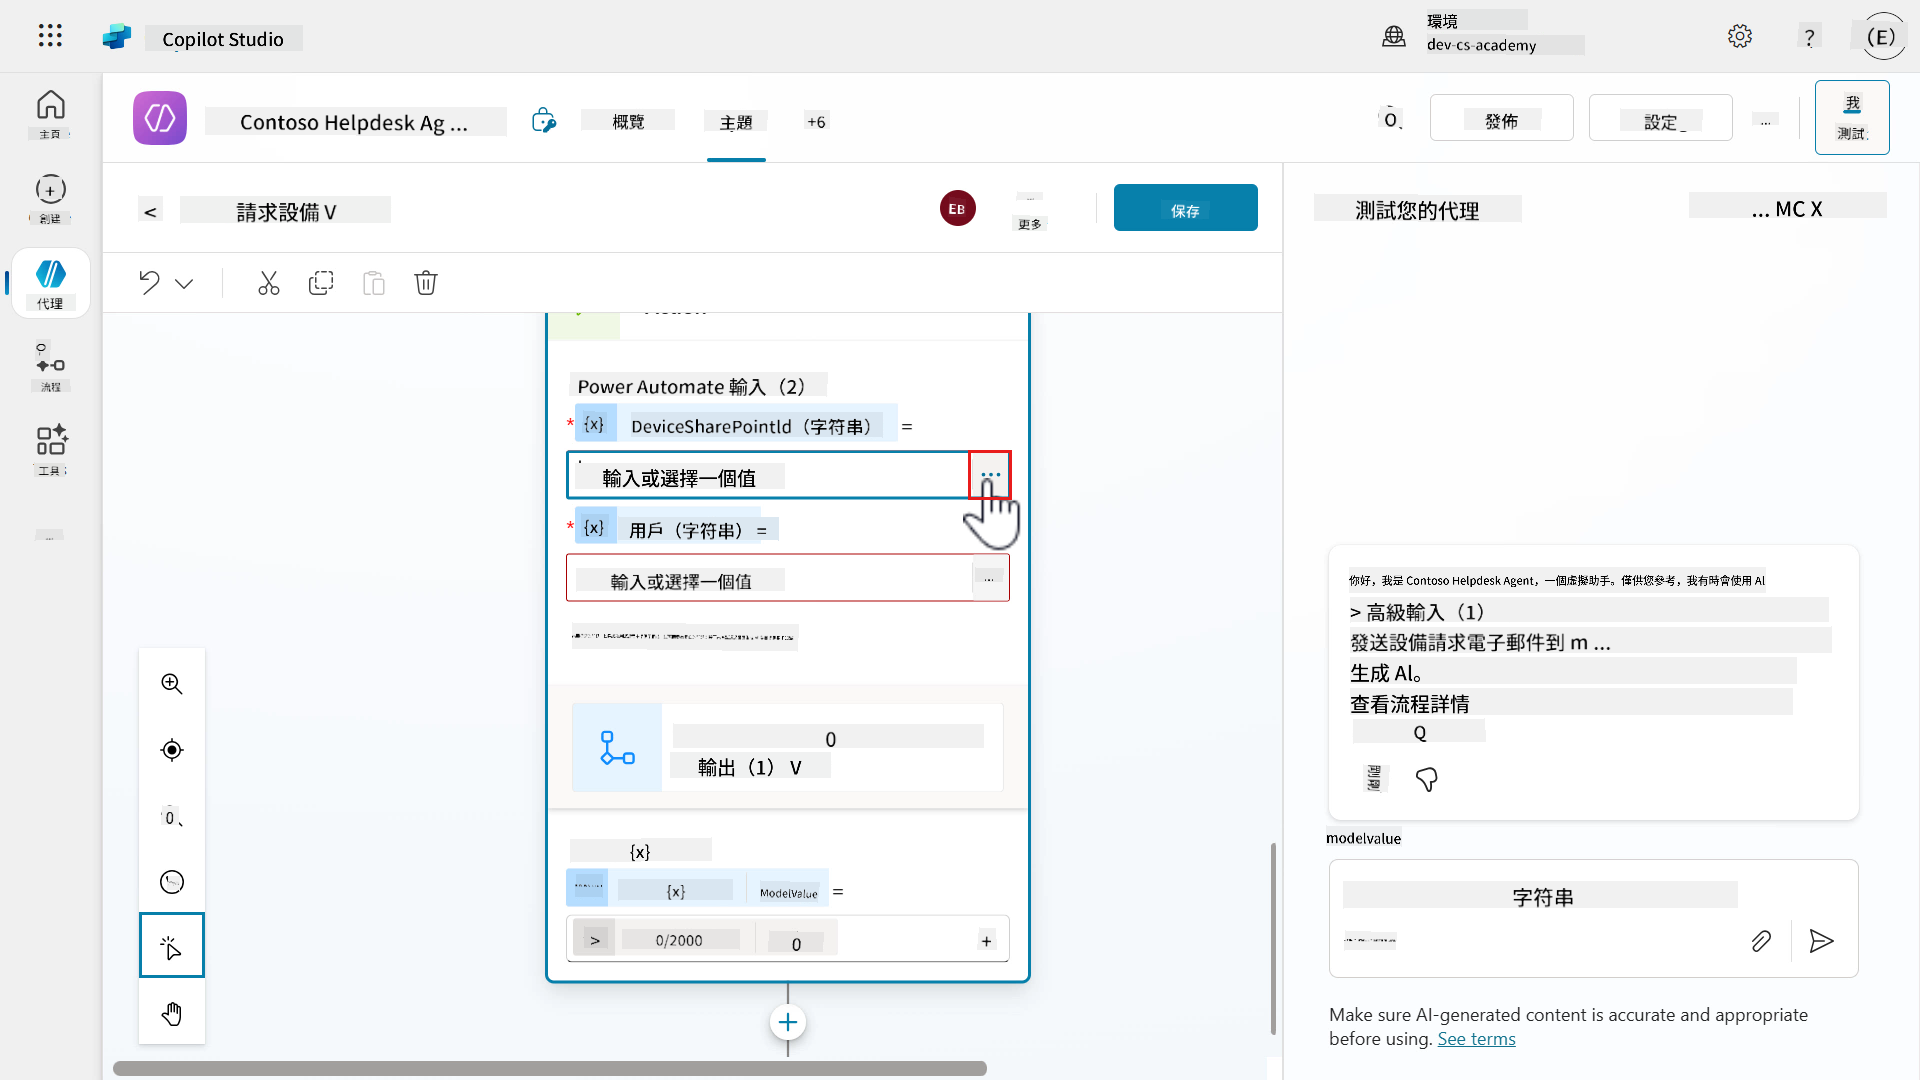 Copilot Studio
環境
dev-cs-academy
?
(E)
主頁
創建
代理
流程
工具
Contoso Helpdesk Ag ...
概覽
主題
+6
發佈
設定
...
我
測試
<
請求設備 V
EB
更多
保存
Power Automate 輸入（2）
* {x} DeviceSharePointId（字符串） =
輸入或選擇一個值
* {x} 用戶（字符串） =
輸入或選擇一個值
0
輸出（1） V
{x}
{x} ModelValue =
> 0/2000 0 +
測試您的代理
... MC X
你好，我是 Contoso Helpdesk Agent，一個虛擬助手。僅供您參考，我有時會使用 AI
> 高級輸入（1）
發送設備請求電子郵件到 m ...
生成 AI。
查看流程詳情
Q
modelvalue
字符串
Make sure AI-generated content is accurate and appropriate
before using. See terms